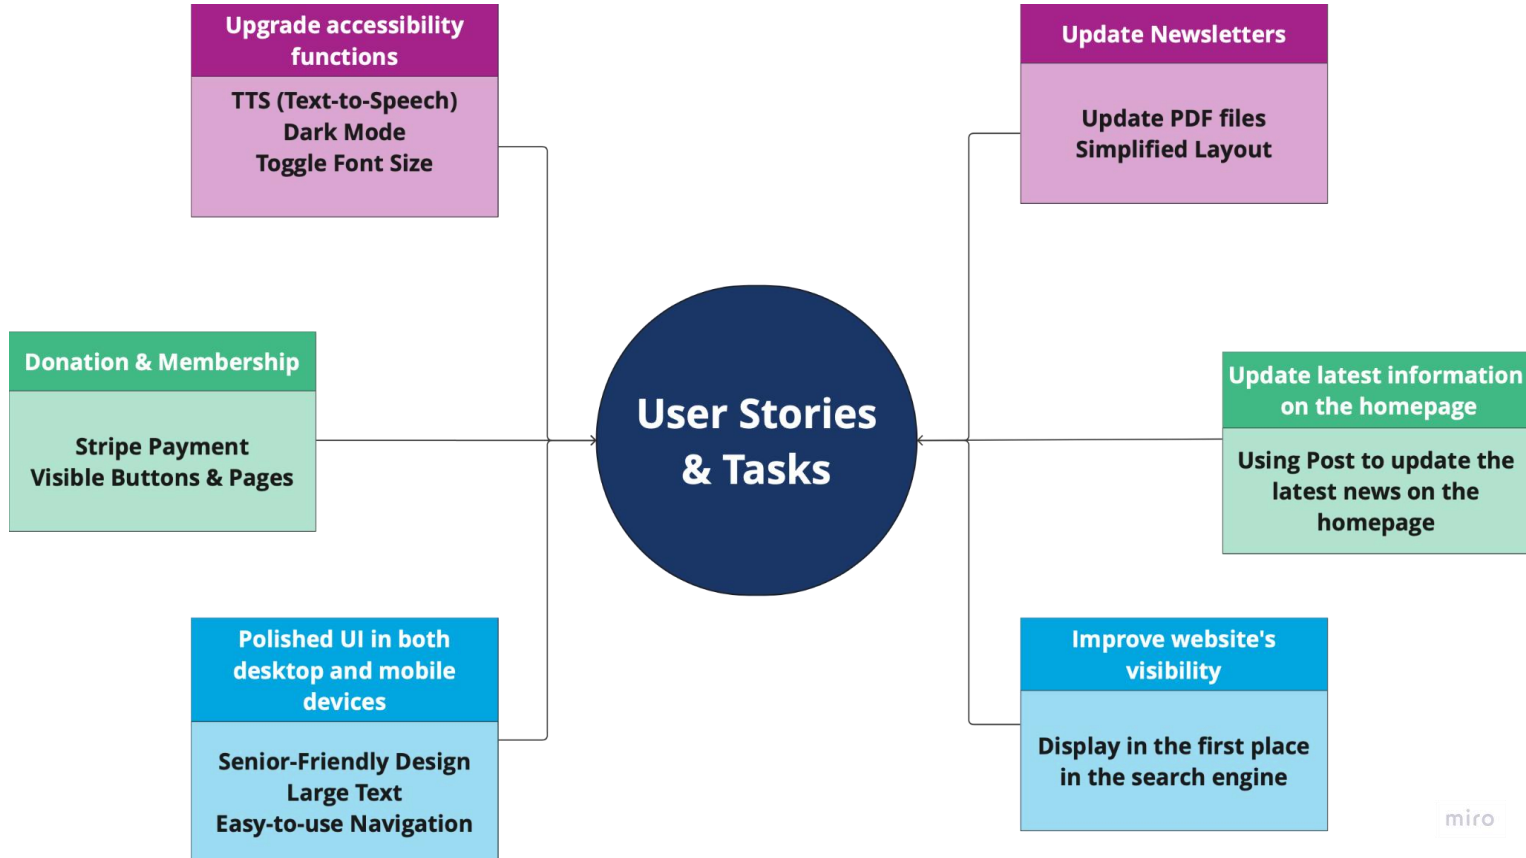 Upgrade accessibility
functions
TTS (Text-to-Speech)
Dark Mode
Toggle Font Size
Update Newsletters
Update PDF files
Simplified Layout
Donation & Membership
Stripe Payment
Visible Buttons & Pages
User Stories
& Tasks
Update latest information
on the homepage
Using Post to update the
latest news on the
homepage
Polished UI in both
desktop and mobile
devices
Senior-Friendly Design
Large Text
Easy-to-use Navigation
Improve website's
visibility
Display in the first place
in the search engine
miro